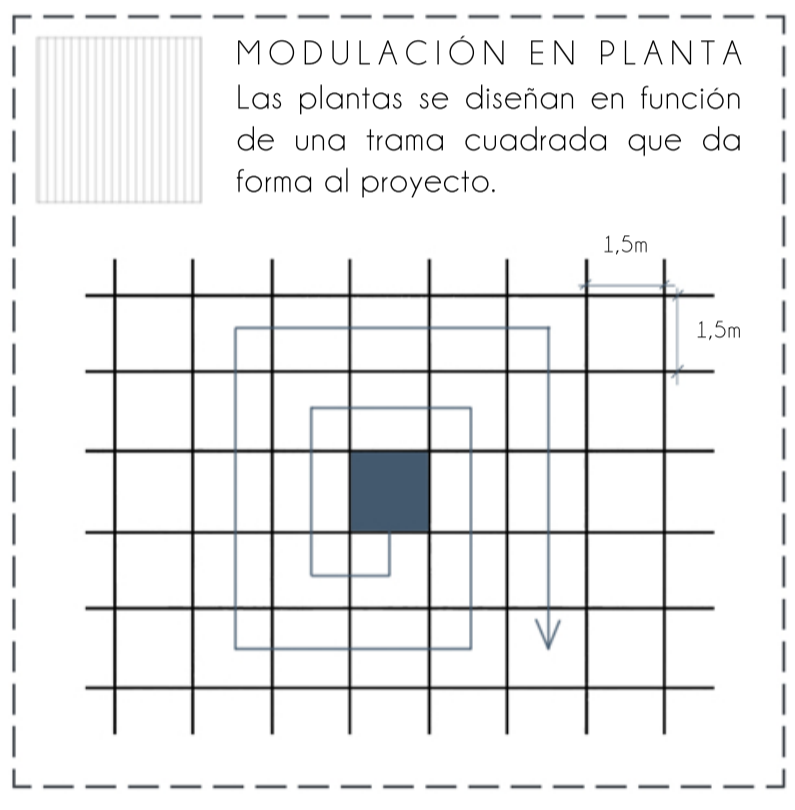 MODULACIÓN EN PLANTA
Las plantas se diseñan en función
de una trama cuadrada que da
forma al proyecto.
1,5m
1,5m